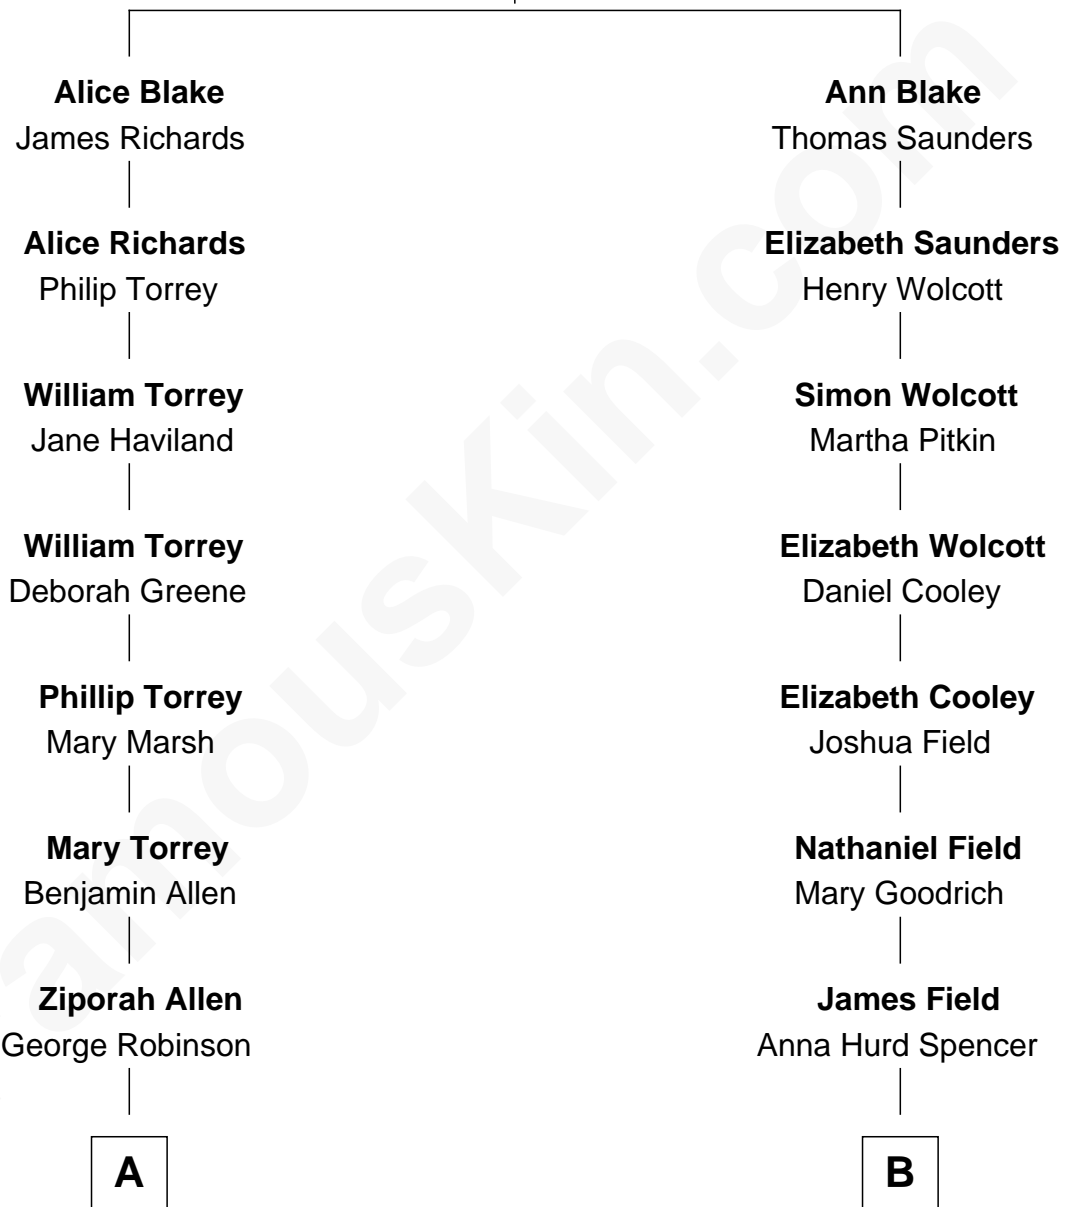 Alice Blake
James Richards
Alice Richards
Philip Torrey
William Torrey
Jane Haviland
William Torrey
Deborah Greene
Phillip Torrey
Mary Marsh
Mary Torrey
Benjamin Allen
Ziporah Allen
George Robinson
A
Ann Blake
Thomas Saunders
Elizabeth Saunders
Henry Wolcott
Simon Wolcott
Martha Pitkin
Elizabeth Wolcott
Daniel Cooley
Elizabeth Cooley
Joshua Field
Nathaniel Field
Mary Goodrich
James Field
Anna Hurd Spencer
B
amouskin.com